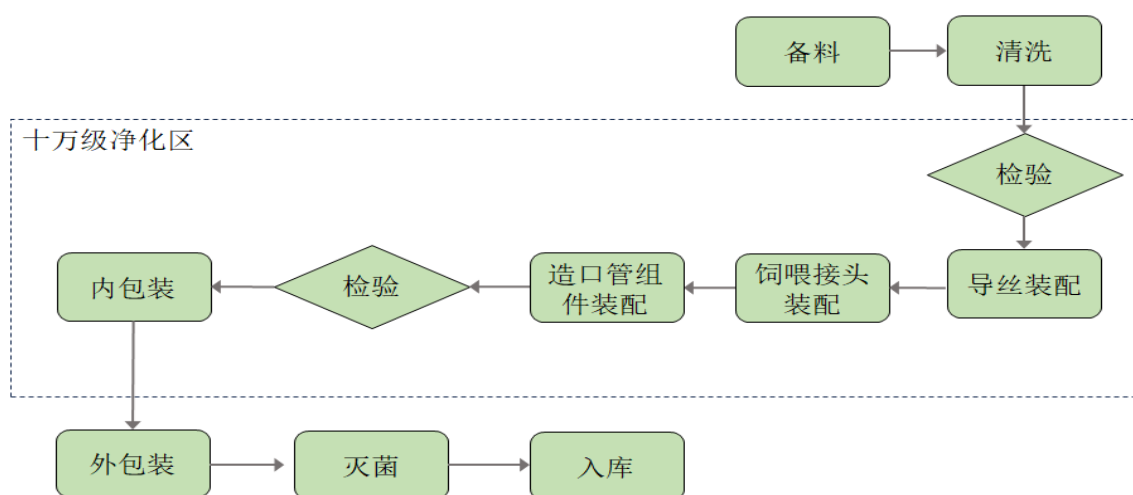 备料
清洗
十万级净化区
检验
导丝装配
饲喂接头
装配
造口管组
件装配
检验
内包装
外包装
灭菌
入库